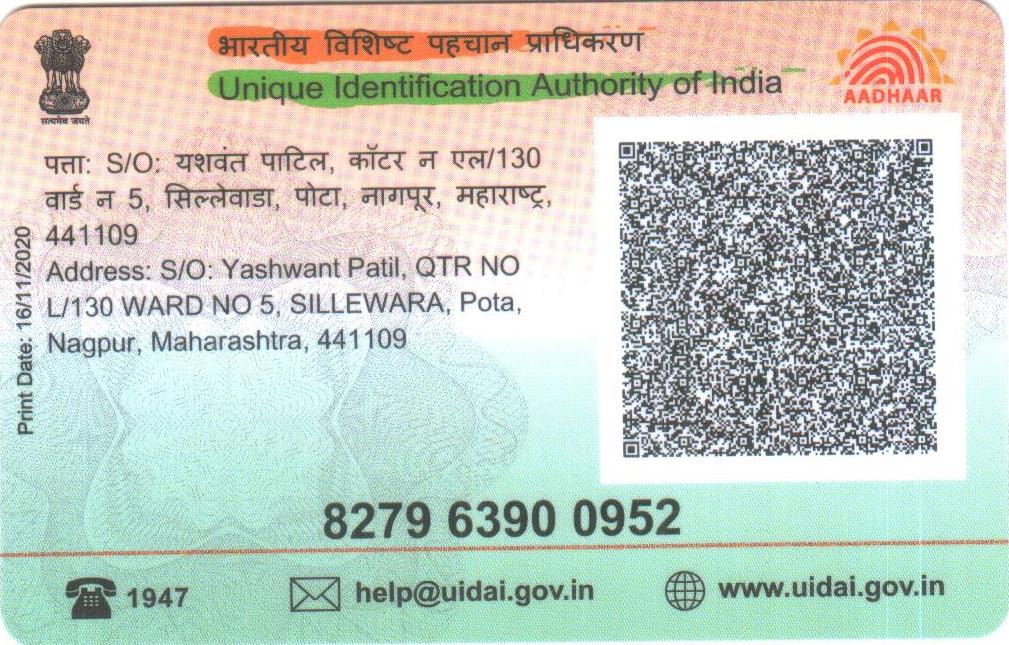 भारतीय विशिष्ट पहचान प्राधिकरण
Unique Identification Authority of India
सत्यमेव जयते
AADHAAR
पत्ता: S/O: यशवंत पाटिल, कॉटर न एल/130
वार्ड न 5, सिल्लेवाडा, पोटा, नागपूर, महाराष्ट्र,
441109
Address: S/O: Yashwant Patil, QTR NO
L/130 WARD NO 5, SILLEWARA, Pota,
Nagpur, Maharashtra, 441109
Print Date: 16/11/2020
8279 6390 0952
1947
help@uidai.gov.in
www.uidai.gov.in